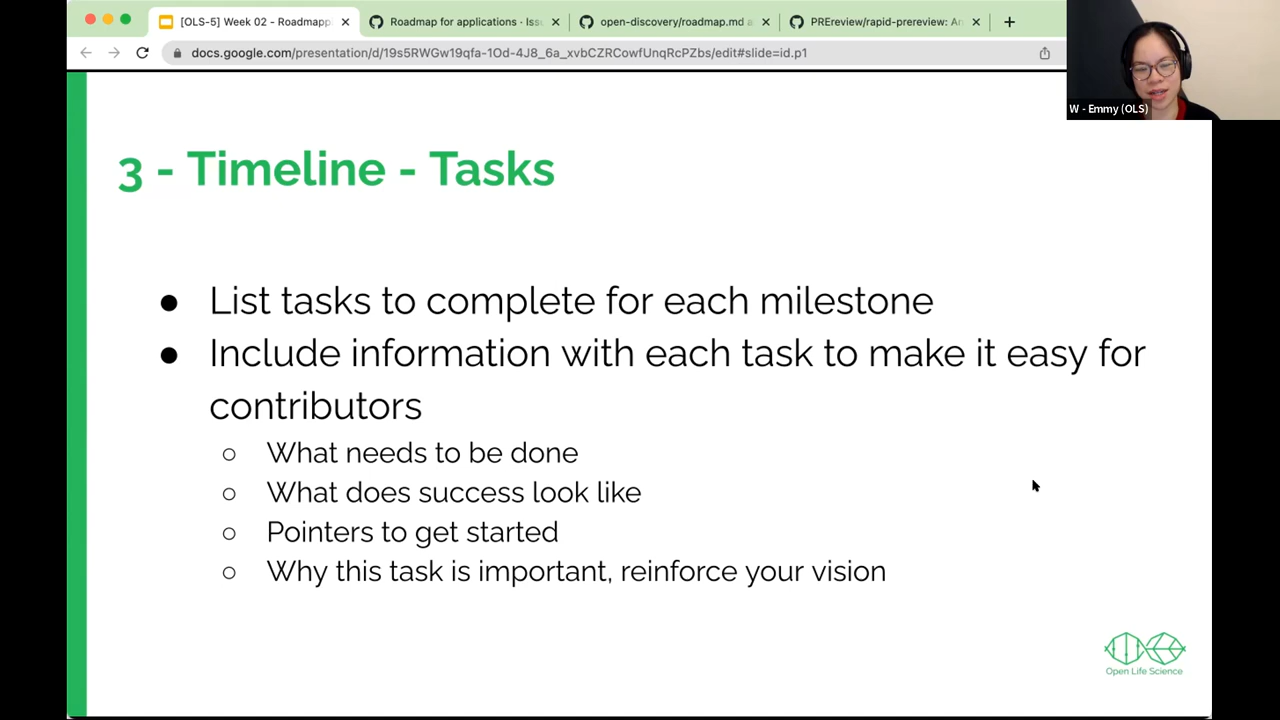 [OLS-5] Week 02 - Roadmapp
Roadmap for applications · Iss
open-discovery/roadmap.md a
PREreview/rapid-prereview: A
docs.google.com/presentation/d/19s5RWGw19qfa-1Od-4J8_6a_xvbCZRCowfUnqRcPZbs/edit#slide=id.p1
W - Emmy (OLS)
3 - Timeline - Tasks
● List tasks to complete for each milestone
● Include information with each task to make it easy for
contributors
○ What needs to be done
○ What does success look like
○ Pointers to get started
○ Why this task is important, reinforce your vision
Open Life Science